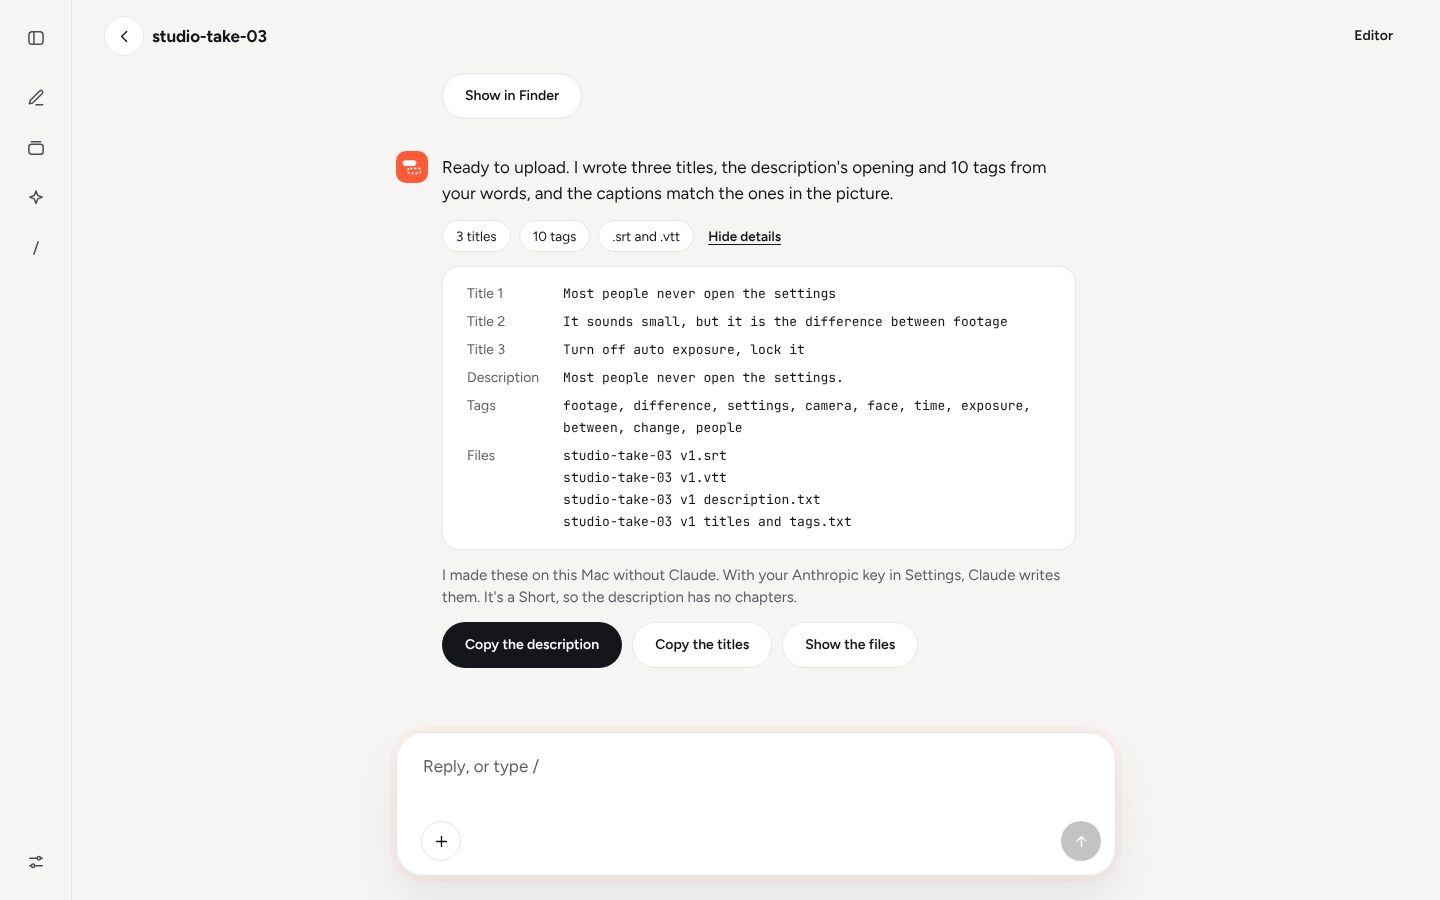 studio-take-03
Editor
Show in Finder
Ready to upload. I wrote three titles, the description's opening and 10 tags from
your words, and the captions match the ones in the picture.
3 titles
10 tags
.srt and .vtt
Hide details
Title 1 Most people never open the settings
Title 2 It sounds small, but it is the difference between footage
Title 3 Turn off auto exposure, lock it
Description Most people never open the settings.
Tags footage, difference, settings, camera, face, time, exposure,
between, change, people
Files studio-take-03 v1.srt
studio-take-03 v1.vtt
studio-take-03 v1 description.txt
studio-take-03 v1 titles and tags.txt
I made these on this Mac without Claude. With your Anthropic key in Settings, Claude writes
them. It's a Short, so the description has no chapters.
Copy the description
Copy the titles
Show the files
Reply, or type /